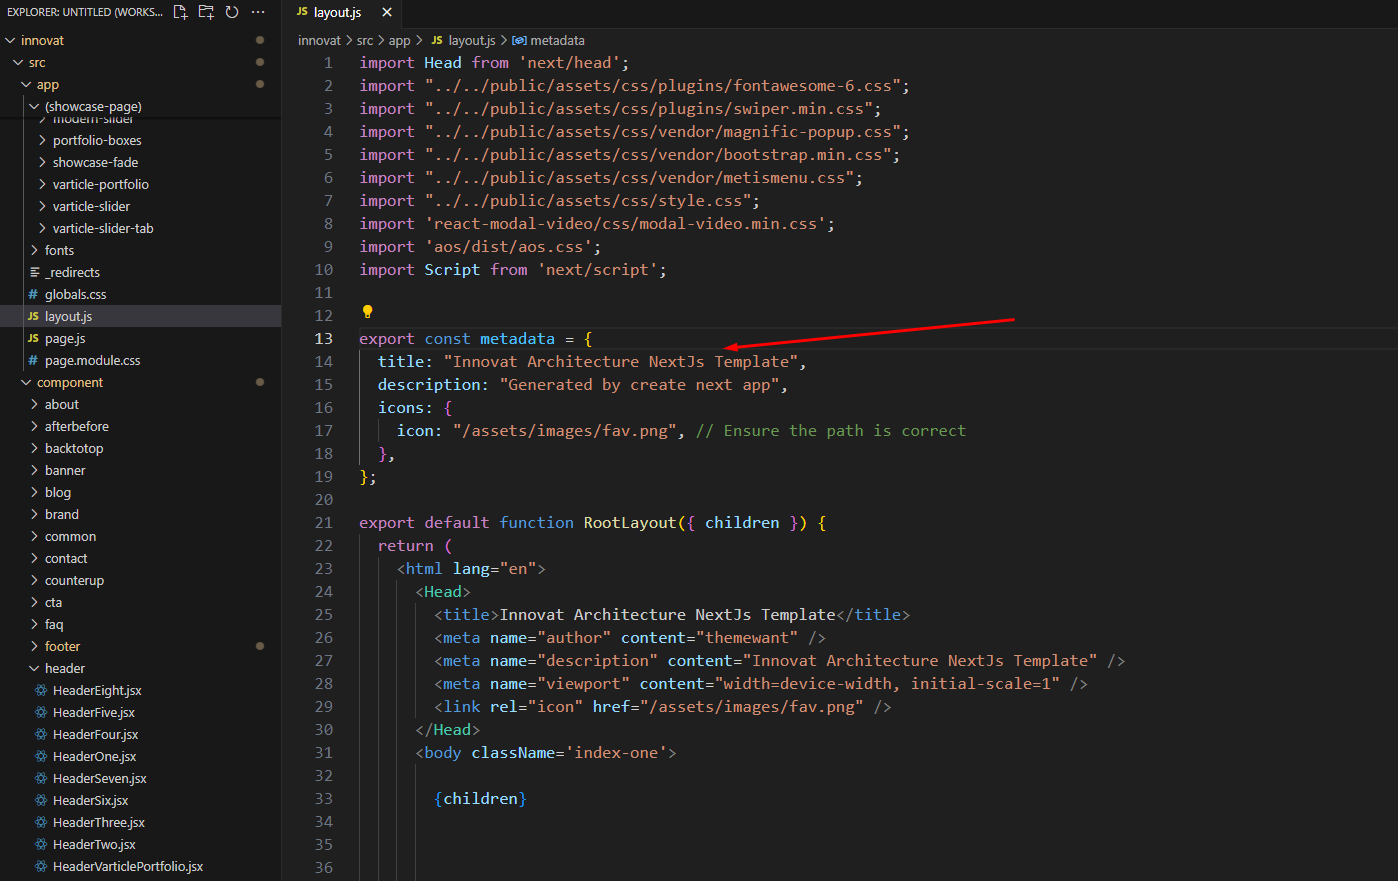 EXPLORER: UNTITLED (WORKS...
innovat
src
app
(showcase-page)
modern-slider
portfolio-boxes
showcase-fade
varticle-portfolio
varticle-slider
varticle-slider-tab
fonts
_redirects
# globals.css
JS layout.js
JS page.js
# page.module.css
component
about
afterbefore
backtotop
banner
blog
brand
common
contact
counterup
cta
faq
footer
header
HeaderEight.jsx
HeaderFive.jsx
HeaderFour.jsx
HeaderOne.jsx
HeaderSeven.jsx
HeaderSix.jsx
HeaderThree.jsx
HeaderTwo.jsx
HeaderVarticlePortfolio.jsx
JS layout.js
innovat > src > app > JS layout.js > metadata
1 import Head from 'next/head';
2 import "../../public/assets/css/plugins/fontawesome-6.css";
3 import "../../public/assets/css/plugins/swiper.min.css";
4 import "../../public/assets/css/vendor/magnific-popup.css";
5 import "../../public/assets/css/vendor/bootstrap.min.css";
6 import "../../public/assets/css/vendor/metismenu.css";
7 import "../../public/assets/css/style.css";
8 import 'react-modal-video/css/modal-video.min.css';
9 import 'aos/dist/aos.css';
10 import Script from 'next/script';
11
12
13 export const metadata = {
14 title: "Innovat Architecture NextJs Template",
15 description: "Generated by create next app",
16 icons: {
17 icon: "/assets/images/fav.png", // Ensure the path is correct
18 },
19 };
20
21 export default function RootLayout({ children }) {
22 return (
23 <html lang="en">
24 <Head>
25 <title>Innovat Architecture NextJs Template</title>
26 <meta name="author" content="themewant" />
27 <meta name="description" content="Innovat Architecture NextJs Template" />
28 <meta name="viewport" content="width=device-width, initial-scale=1" />
29 <link rel="icon" href="/assets/images/fav.png" />
30 </Head>
31 <body className='index-one'>
32
33 {children}
34
35
36